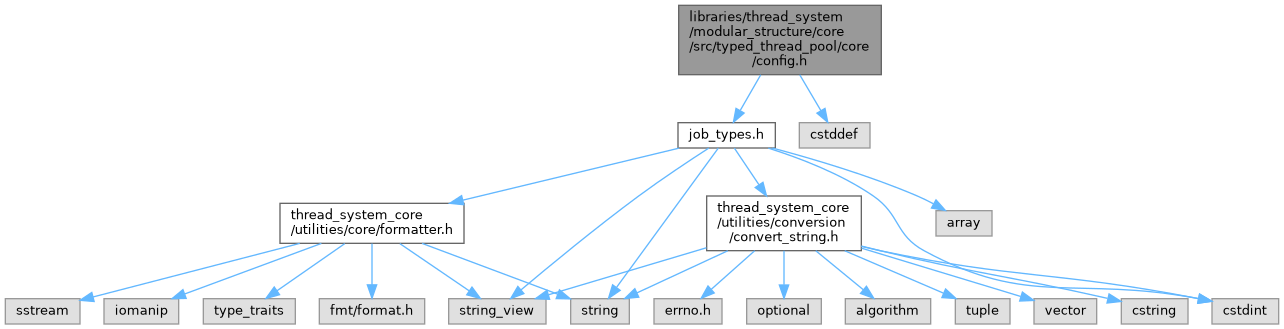 libraries/thread_system
/modular_structure/core
/src/typed_thread_pool/core
/config.h
job_types.h
cstddef
thread_system_core
/utilities/core/formatter.h
thread_system_core
/utilities/conversion
/convert_string.h
array
sstream
iomanip
type_traits
fmt/format.h
string_view
string
errno.h
optional
algorithm
tuple
vector
cstring
cstdint